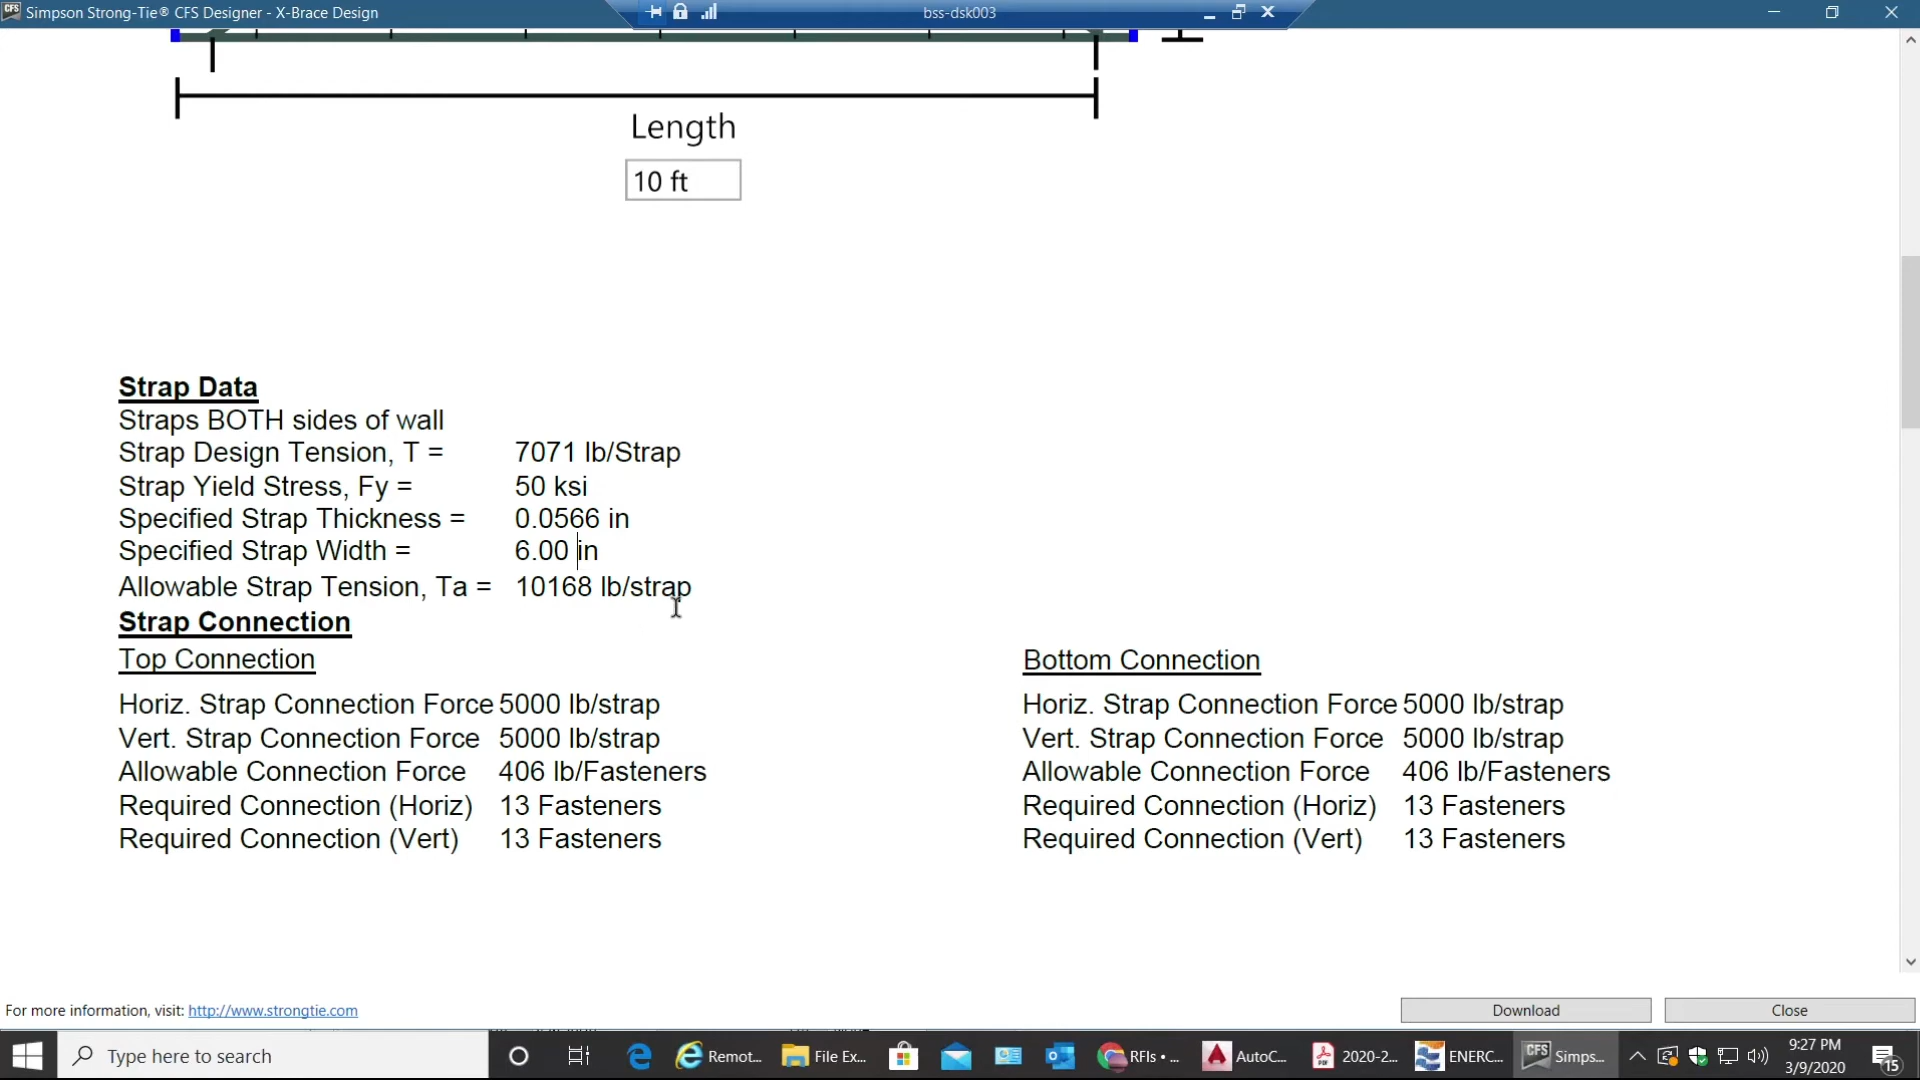 CFS Simpson Strong-Tie® CFS Designer - X-Brace Design
bss-dsk003
Length
10 ft
Strap Data
Straps BOTH sides of wall
Strap Design Tension, T = 7071 lb/Strap
Strap Yield Stress, Fy = 50 ksi
Specified Strap Thickness = 0.0566 in
Specified Strap Width = 6.00 in
Allowable Strap Tension, Ta = 10168 lb/strap
Strap Connection
Top Connection
Horiz. Strap Connection Force 5000 lb/strap
Vert. Strap Connection Force 5000 lb/strap
Allowable Connection Force 406 lb/Fasteners
Required Connection (Horiz) 13 Fasteners
Required Connection (Vert) 13 Fasteners
Bottom Connection
Horiz. Strap Connection Force 5000 lb/strap
Vert. Strap Connection Force 5000 lb/strap
Allowable Connection Force 406 lb/Fasteners
Required Connection (Horiz) 13 Fasteners
Required Connection (Vert) 13 Fasteners
For more information, visit: http://www.strongtie.com
Download
Close
Type here to search
Remot...
File Ex...
RFIs • ...
AutoC...
2020-2...
ENERC...
CFS
Simps...
9:27 PM
3/9/2020
15